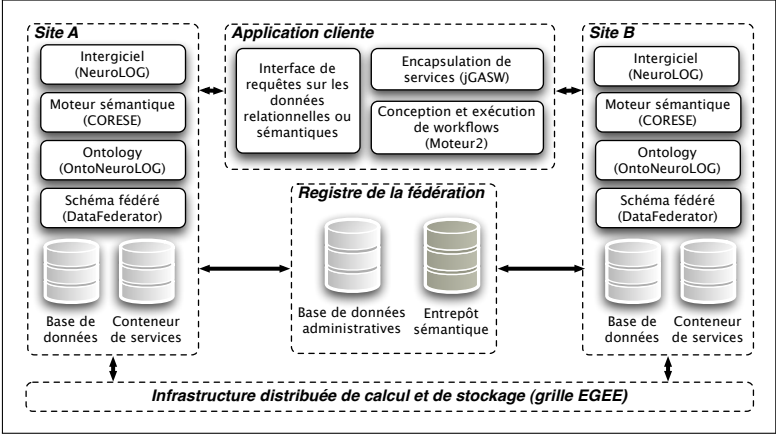 Site A
Intergiciel
(NeuroLOG)
Moteur sémantique
(CORESE)
Ontology
(OntoNeuroLOG)
Schéma fédéré
(DataFederator)
Base de
données
Conteneur
de services
Application cliente
Interface de
requêtes sur les
données
relationnelles ou
sémantiques
Encapsulation de
services (jGASW)
Conception et exécution
de workflows
(Moteur2)
Registre de la fédération
Base de données
administratives
Entrepôt
sémantique
Site B
Intergiciel
(NeuroLOG)
Moteur sémantique
(CORESE)
Ontology
(OntoNeuroLOG)
Schéma fédéré
(DataFederator)
Base de
données
Conteneur
de services
Infrastructure distribuée de calcul et de stockage (grille EGEE)